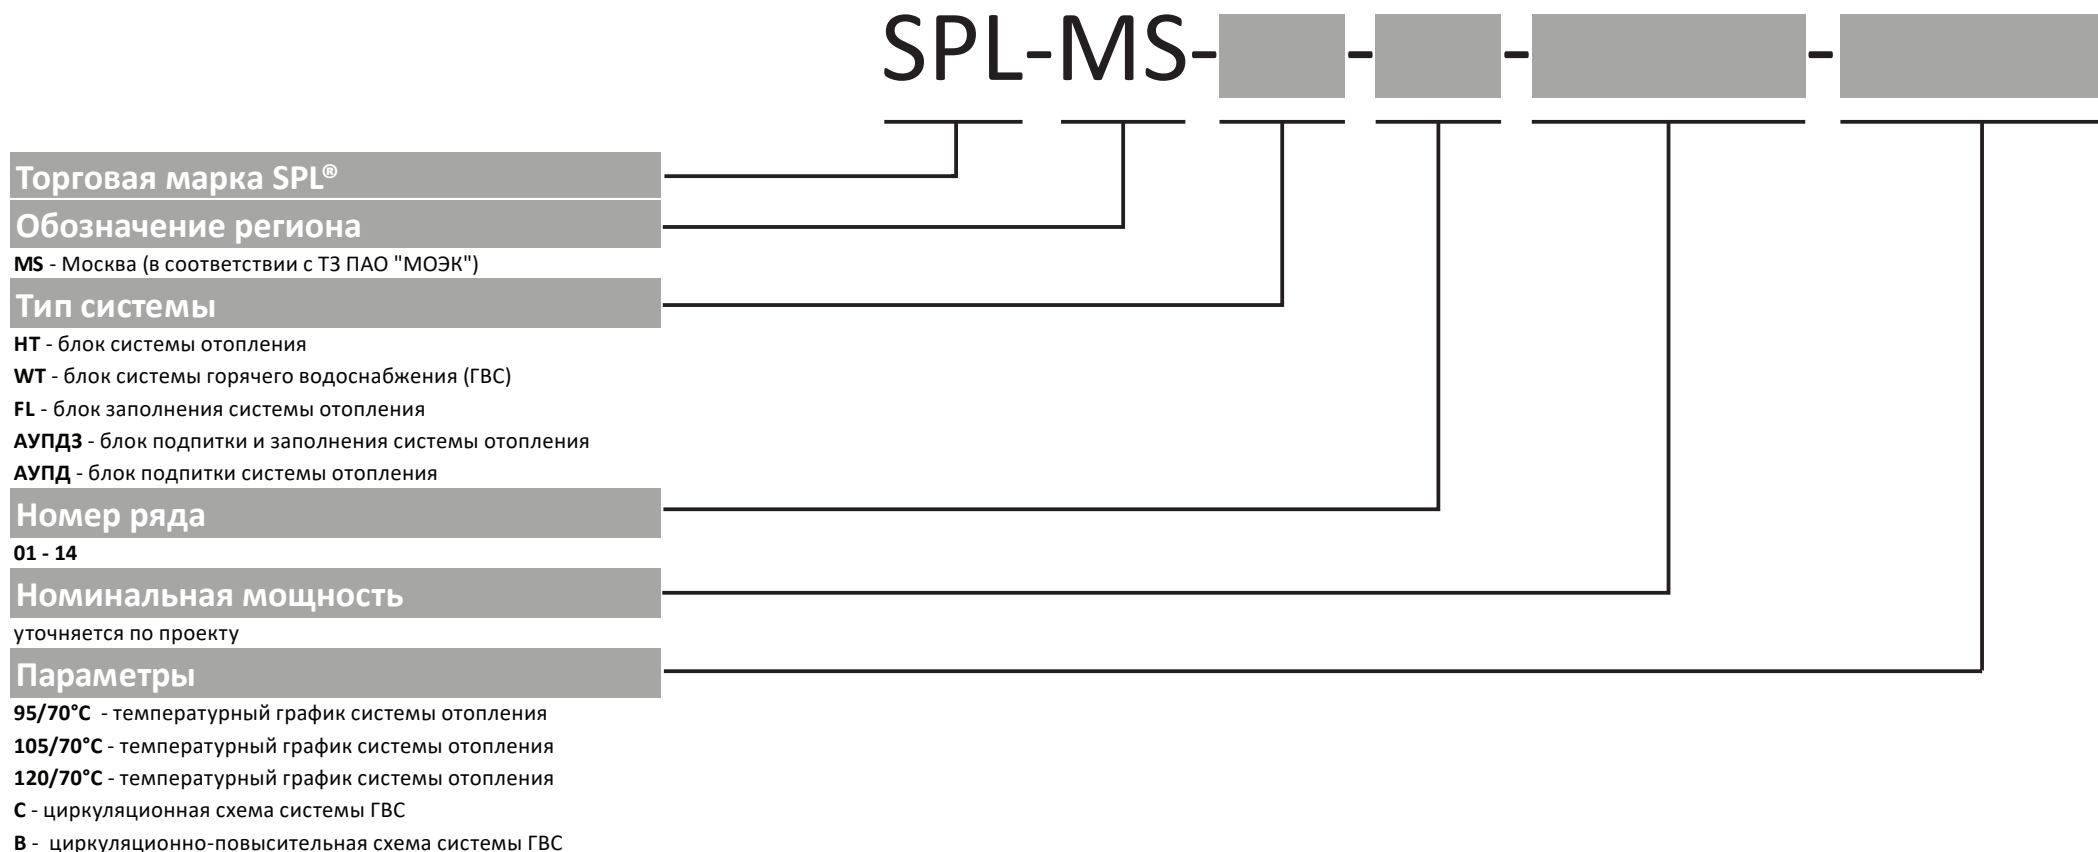 SPL-MS- - - -
Торговая марка SPL®
Обозначение региона
MS - Москва (в соответствии с ТЗ ПАО "МОЭК")
Тип системы
HT - блок системы отопления
WT - блок системы горячего водоснабжения (ГВС)
FL - блок заполнения системы отопления
АУПДЗ - блок подпитки и заполнения системы отопления
АУПД - блок подпитки системы отопления
Номер ряда
01 - 14
Номинальная мощность
уточняется по проекту
Параметры
95/70°C - температурный график системы отопления
105/70°C - температурный график системы отопления
120/70°C - температурный график системы отопления
C - циркуляционная схема системы ГВС
B - циркуляционно-повысительная схема системы ГВС